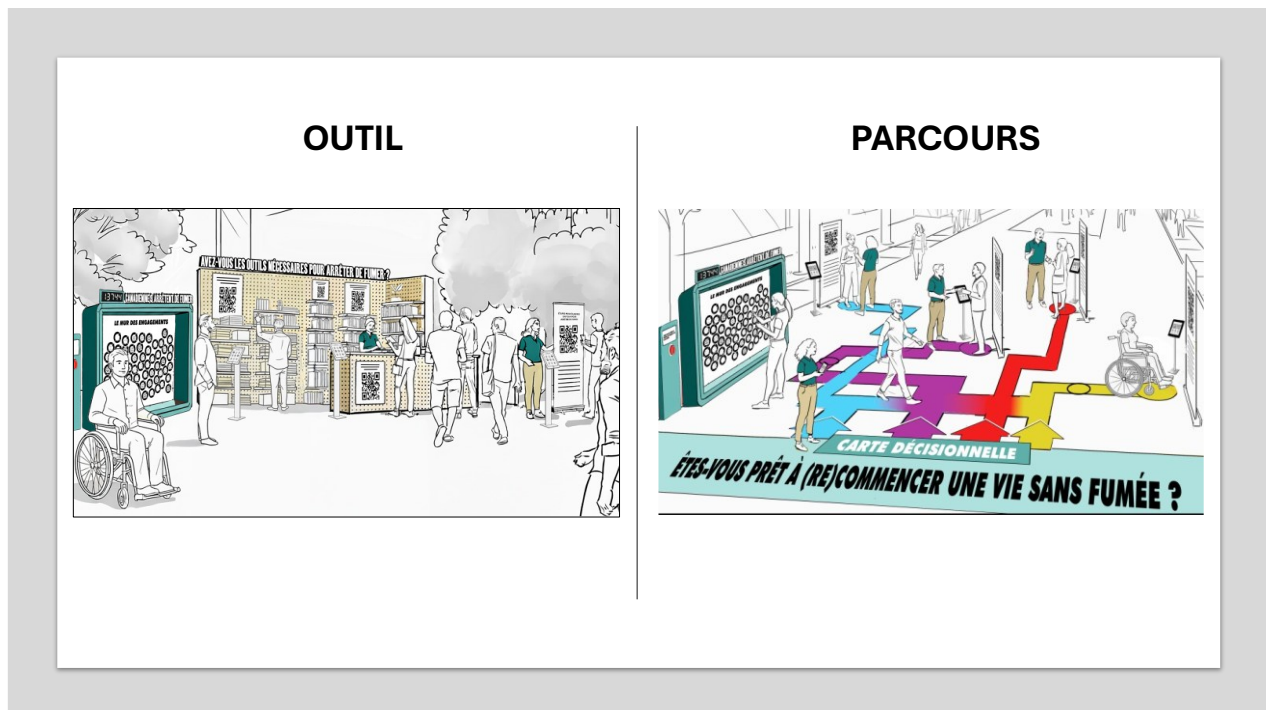 OUTIL
AVEZ-VOUS LES OUTILS NÉCESSAIRES POUR ARRÊTER DE FUMER ?
LE MUR DES ENGAGEMENTS
PARCOURS
LE MUR DES ENGAGEMENTS
CARTE DÉCISIONNELLE
ÊTES-VOUS PRÊT À (RE)COMMENCER UNE VIE SANS FUMÉE ?